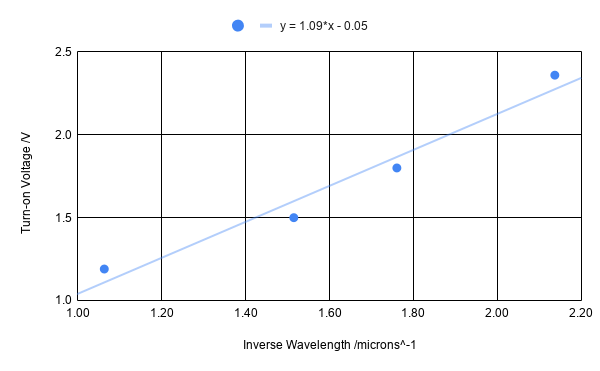 y = 1.09*x - 0.05
2.5
2.0
1.5
1.0
Turn-on Voltage /V
1.00 1.20 1.40 1.60 1.80 2.00 2.20
Inverse Wavelength /microns^-1